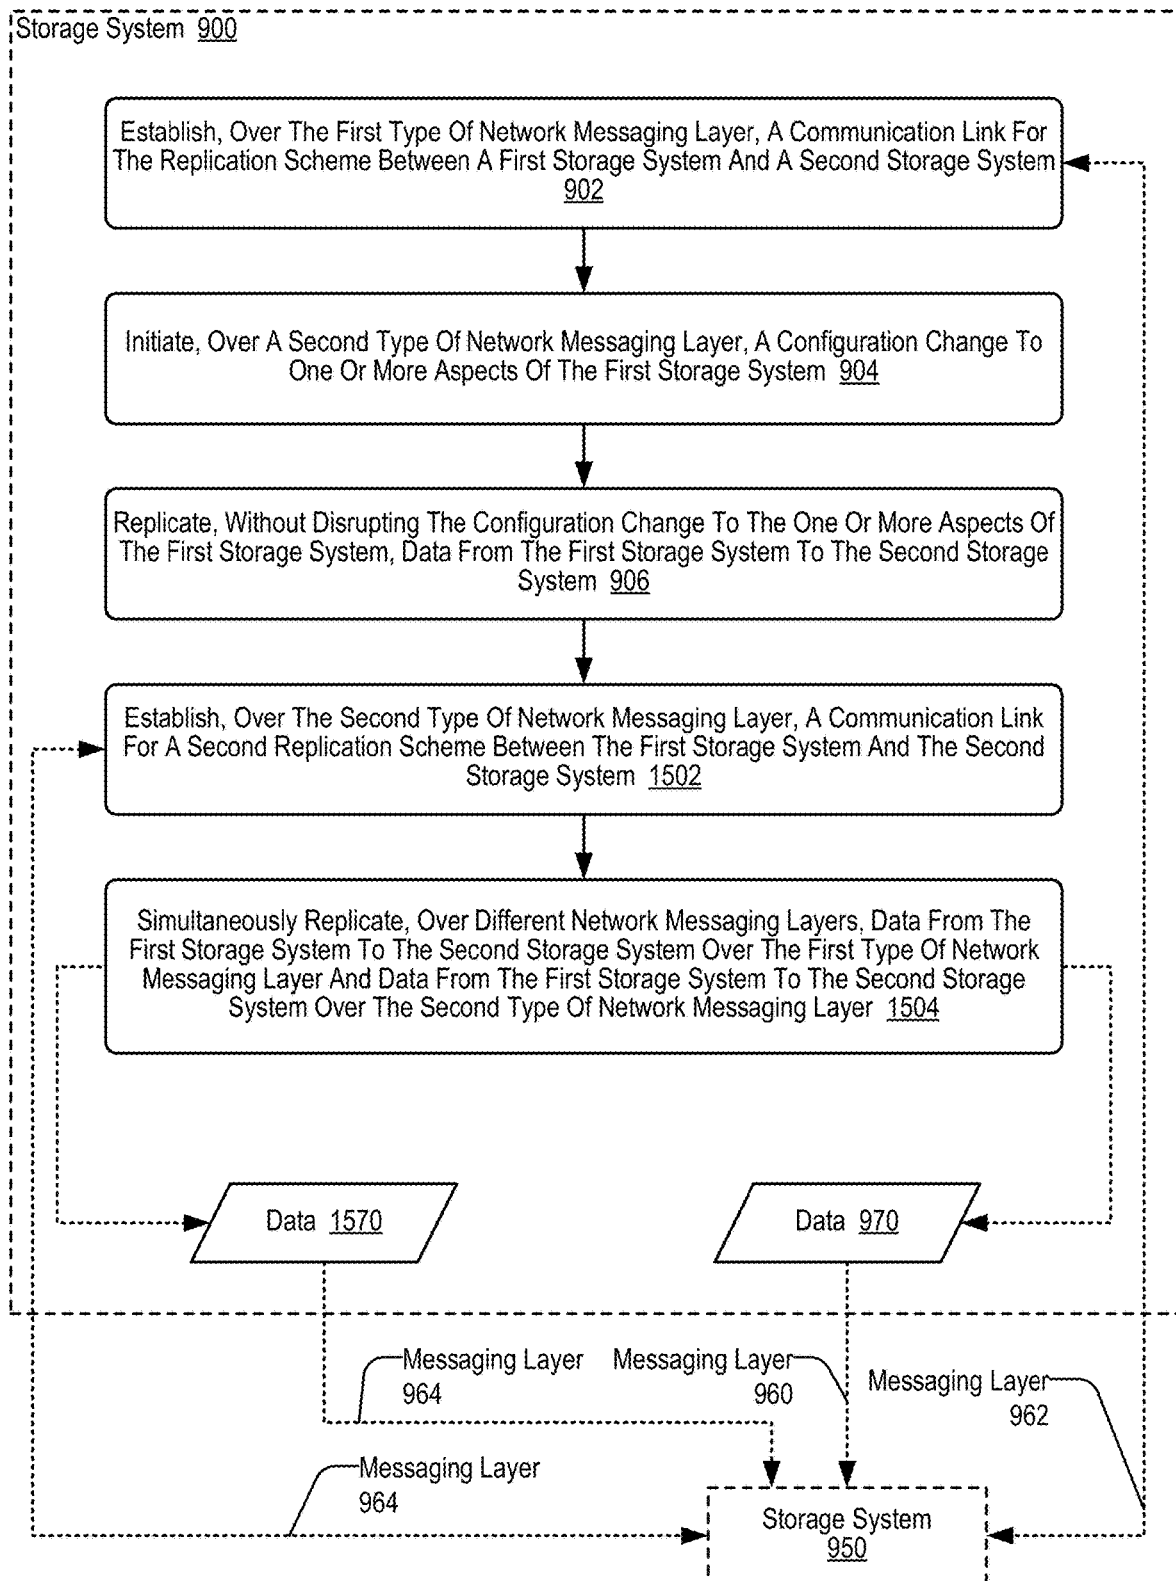 Storage System 900
Establish, Over The First Type Of Network Messaging Layer, A Communication Link For
The Replication Scheme Between A First Storage System And A Second Storage System
902
Initiate, Over A Second Type Of Network Messaging Layer, A Configuration Change To
One Or More Aspects Of The First Storage System 904
Replicate, Without Disrupting The Configuration Change To The One Or More Aspects Of
The First Storage System, Data From The First Storage System To The Second Storage
System 906
Establish, Over The Second Type Of Network Messaging Layer, A Communication Link
For A Second Replication Scheme Between The First Storage System And The Second
Storage System 1502
Simultaneously Replicate, Over Different Network Messaging Layers, Data From The
First Storage System To The Second Storage System Over The First Type Of Network
Messaging Layer And Data From The First Storage System To The Second Storage
System Over The Second Type Of Network Messaging Layer 1504
Data 1570
Data 970
Messaging Layer
964
Messaging Layer
960
Messaging Layer
962
Messaging Layer
964
Storage System
950